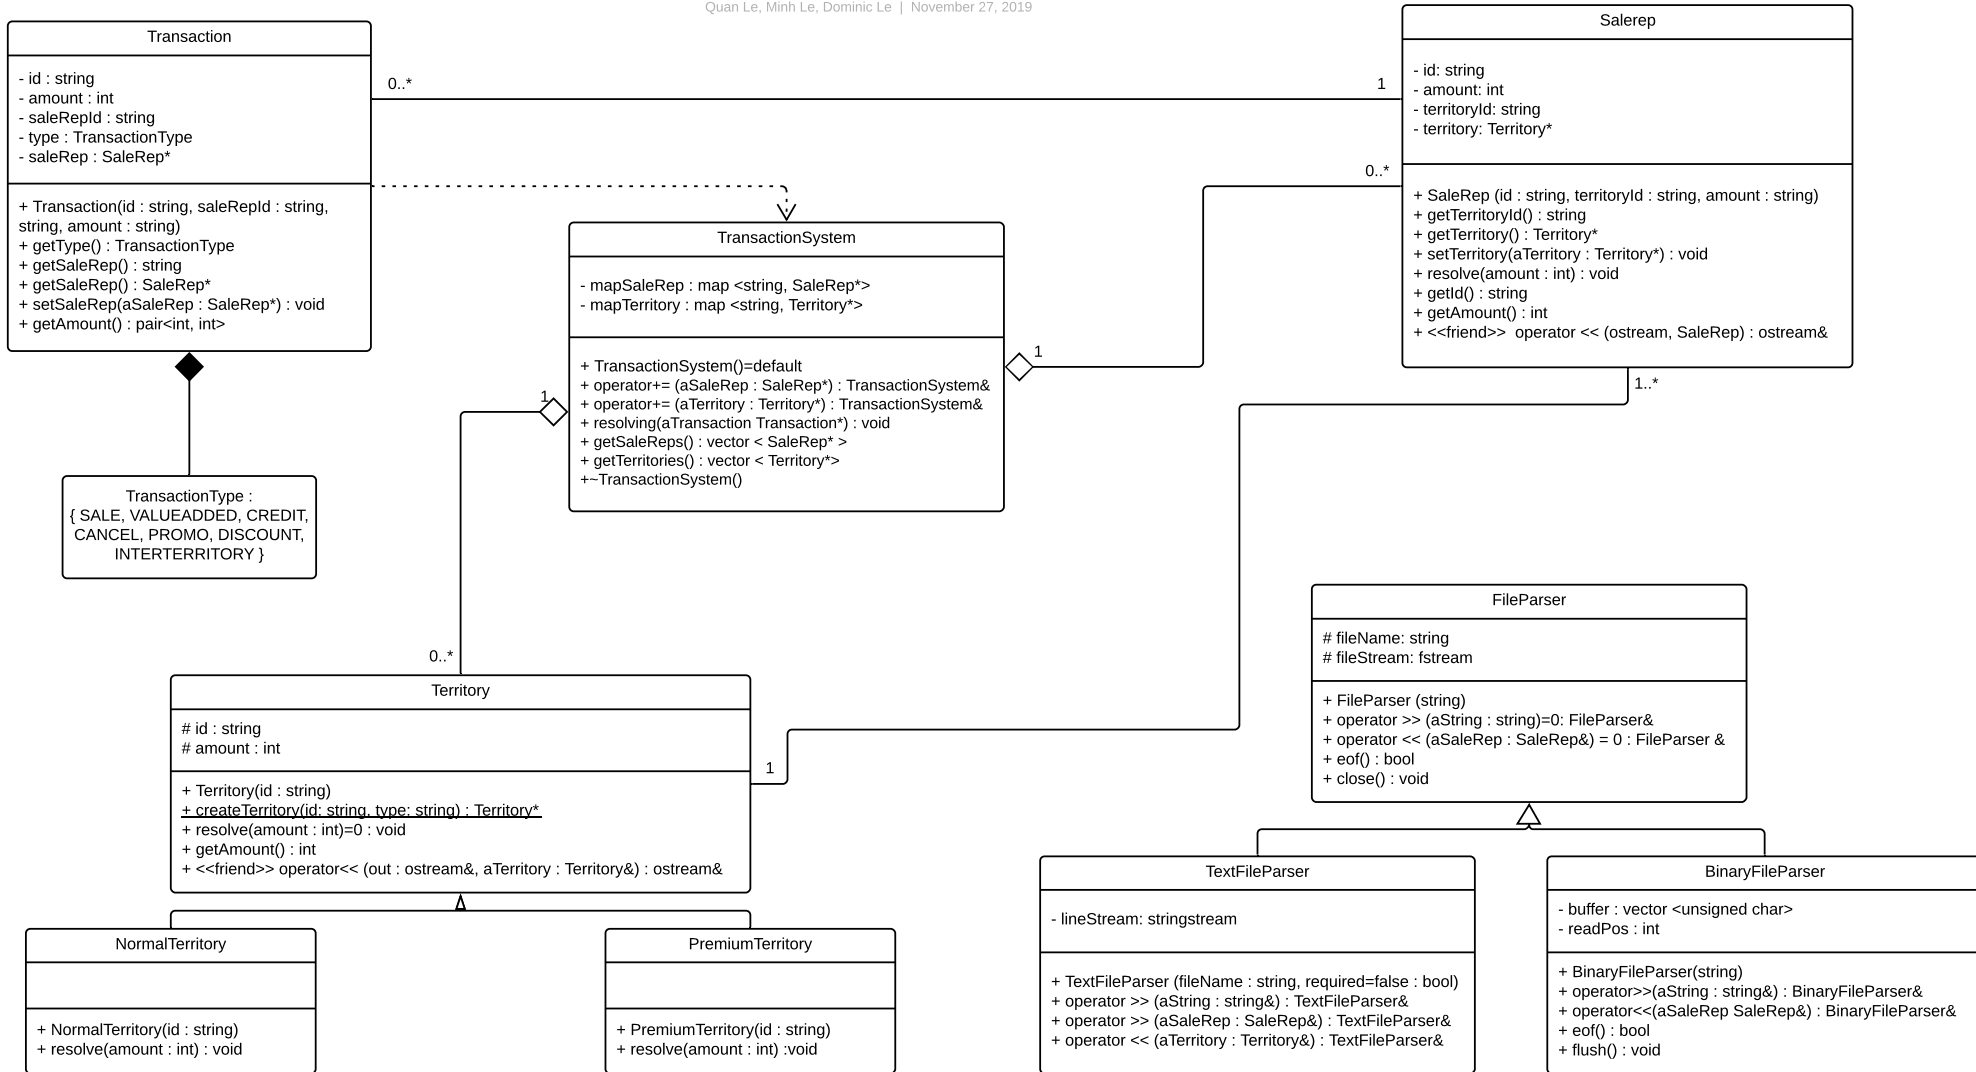 Quan Le, Minh Le, Dominic Le | November 27, 2019
Transaction
- id : string
- amount : int
- saleRepId : string
- type : TransactionType
- saleRep : SaleRep*
+ Transaction(id : string, saleRepId : string,
string, amount : string)
+ getType() : TransactionType
+ getSaleRep() : string
+ getSaleRep() : SaleRep*
+ setSaleRep(aSaleRep : SaleRep*) : void
+ getAmount() : pair<int, int>
0..*
1
Salerep
- id: string
- amount: int
- territoryId: string
- territory: Territory*
+ SaleRep (id : string, territoryId : string, amount : string)
+ getTerritoryId() : string
+ getTerritory() : Territory*
+ setTerritory(aTerritory : Territory*) : void
+ resolve(amount : int) : void
+ getId() : string
+ getAmount() : int
+ <<friend>>  operator << (ostream, SaleRep) : ostream&
0..*
1
1..*
TransactionSystem
- mapSaleRep : map <string, SaleRep*>
- mapTerritory : map <string, Territory*>
+ TransactionSystem()=default
+ operator+= (aSaleRep : SaleRep*) : TransactionSystem&
+ operator+= (aTerritory : Territory*) : TransactionSystem&
+ resolving(aTransaction Transaction*) : void
+ getSaleReps() : vector < SaleRep* >
+ getTerritories() : vector < Territory*>
+~TransactionSystem()
1
TransactionType :
{ SALE, VALUEADDED, CREDIT,
CANCEL, PROMO, DISCOUNT,
INTERTERRITORY }
0..*
Territory
# id : string
# amount : int
+ Territory(id : string)
+ createTerritory(id: string, type: string) : Territory*
+ resolve(amount : int)=0 : void
+ getAmount() : int
+ <<friend>> operator<< (out : ostream&, aTerritory : Territory&) : ostream&
1
FileParser
# fileName: string
# fileStream: fstream
+ FileParser (string)
+ operator >> (aString : string)=0: FileParser&
+ operator << (aSaleRep : SaleRep&) = 0 : FileParser &
+ eof() : bool
+ close() : void
NormalTerritory
+ NormalTerritory(id : string)
+ resolve(amount : int) : void
PremiumTerritory
+ PremiumTerritory(id : string)
+ resolve(amount : int) :void
TextFileParser
- lineStream: stringstream
+ TextFileParser (fileName : string, required=false : bool)
+ operator >> (aString : string&) : TextFileParser&
+ operator >> (aSaleRep : SaleRep&) : TextFileParser&
+ operator << (aTerritory : Territory&) : TextFileParser&
BinaryFileParser
- buffer : vector <unsigned char>
- readPos : int
+ BinaryFileParser(string)
+ operator>>(aString : string&) : BinaryFileParser&
+ operator<<(aSaleRep SaleRep&) : BinaryFileParser&
+ eof() : bool
+ flush() : void